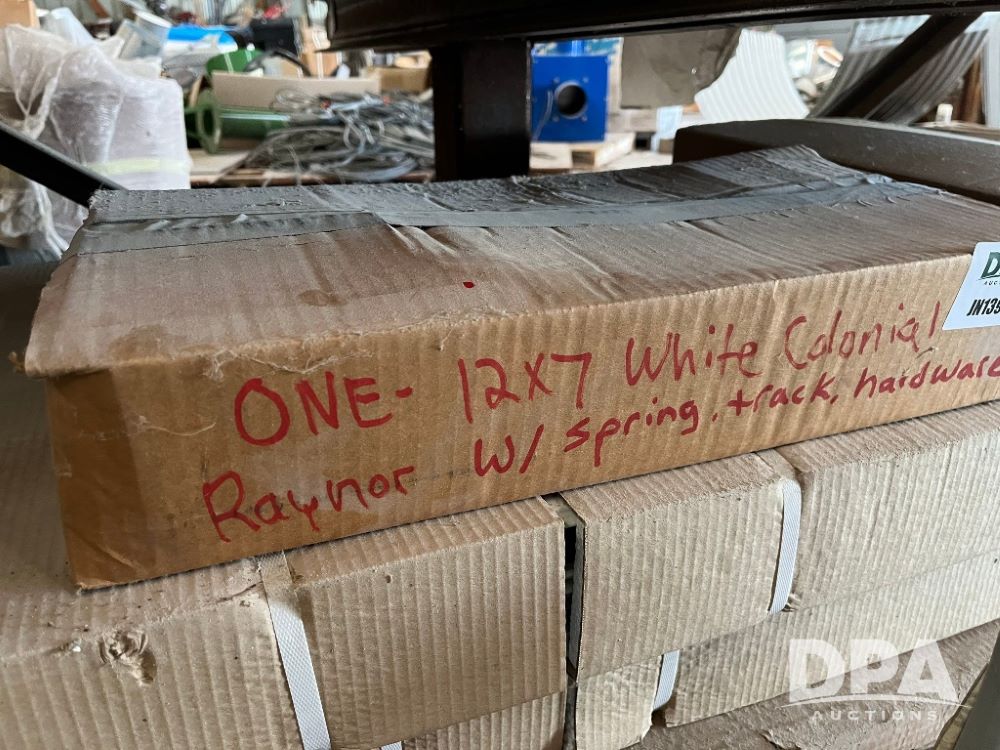 ONE- 12x7 White Colonial
Raynor W/ spring, track, hardware
DPA
AUCTIONS